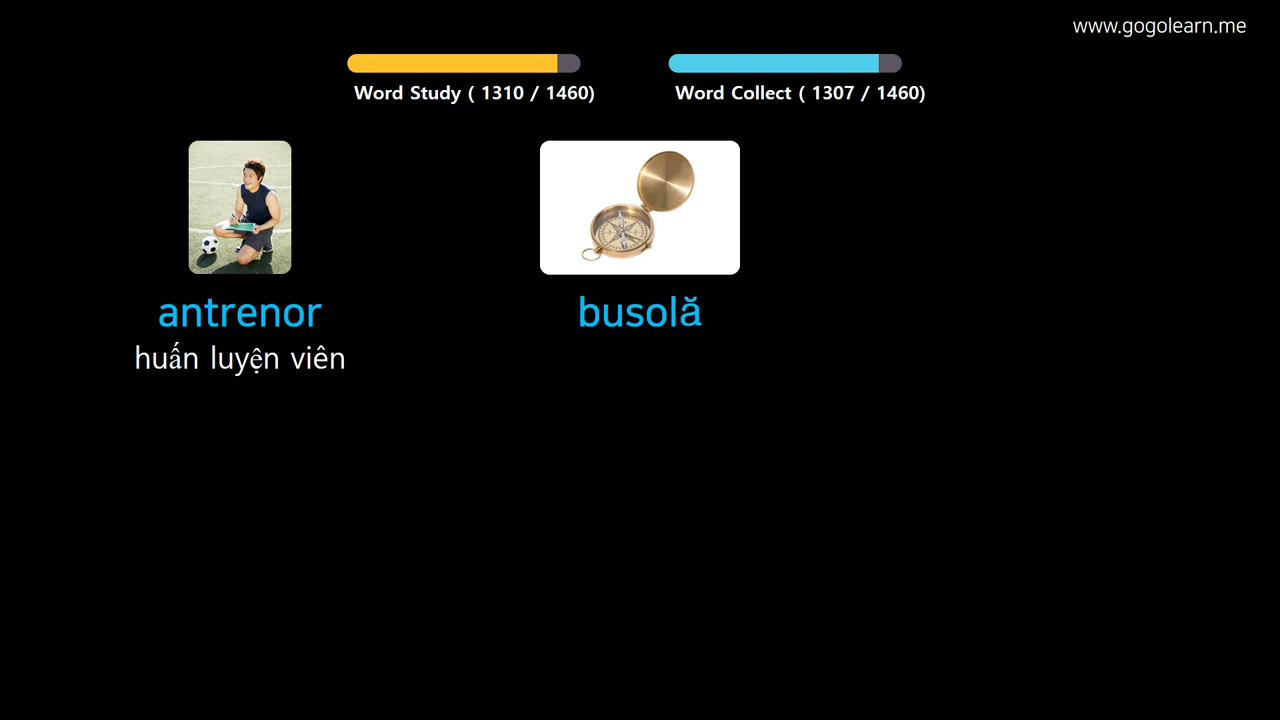 www.gogolearn.me
Word Study ( 1310 / 1460)
Word Collect ( 1307 / 1460)
antrenor
huấn luyện viên
busolă